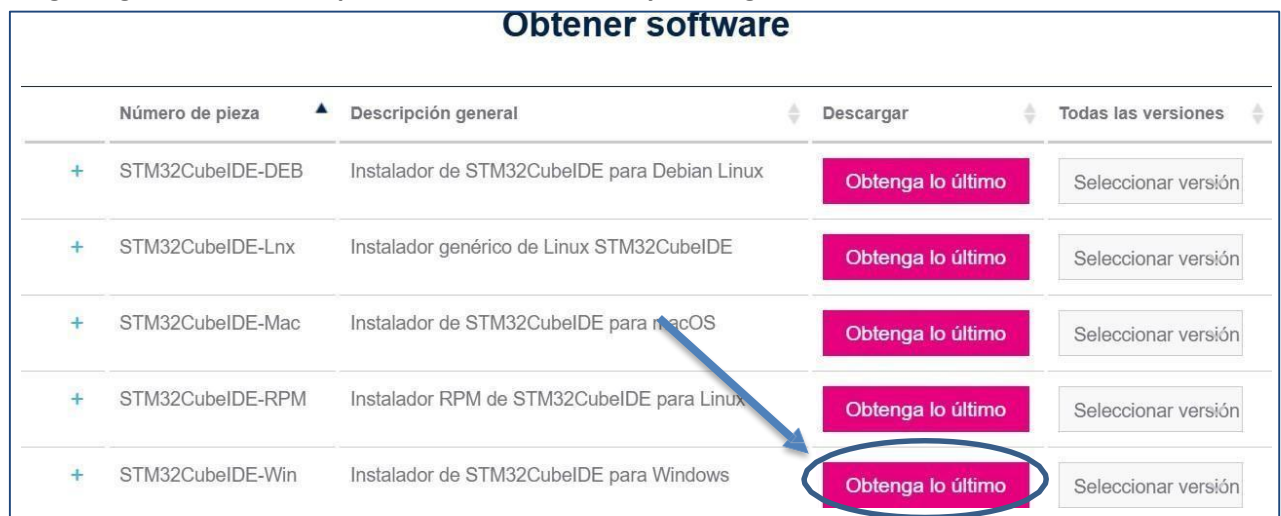 Obtener software
Número de pieza Descripción general Descargar Todas las versiones
+ STM32CubeIDE-DEB Instalador de STM32CubeIDE para Debian Linux Obtenga lo último Seleccionar versión
+ STM32CubeIDE-Lnx Instalador genérico de Linux STM32CubeIDE Obtenga lo último Seleccionar versión
+ STM32CubeIDE-Mac Instalador de STM32CubeIDE para macOS Obtenga lo último Seleccionar versión
+ STM32CubeIDE-RPM Instalador RPM de STM32CubeIDE para Linux Obtenga lo último Seleccionar versión
+ STM32CubeIDE-Win Instalador de STM32CubeIDE para Windows Obtenga lo último Seleccionar versión